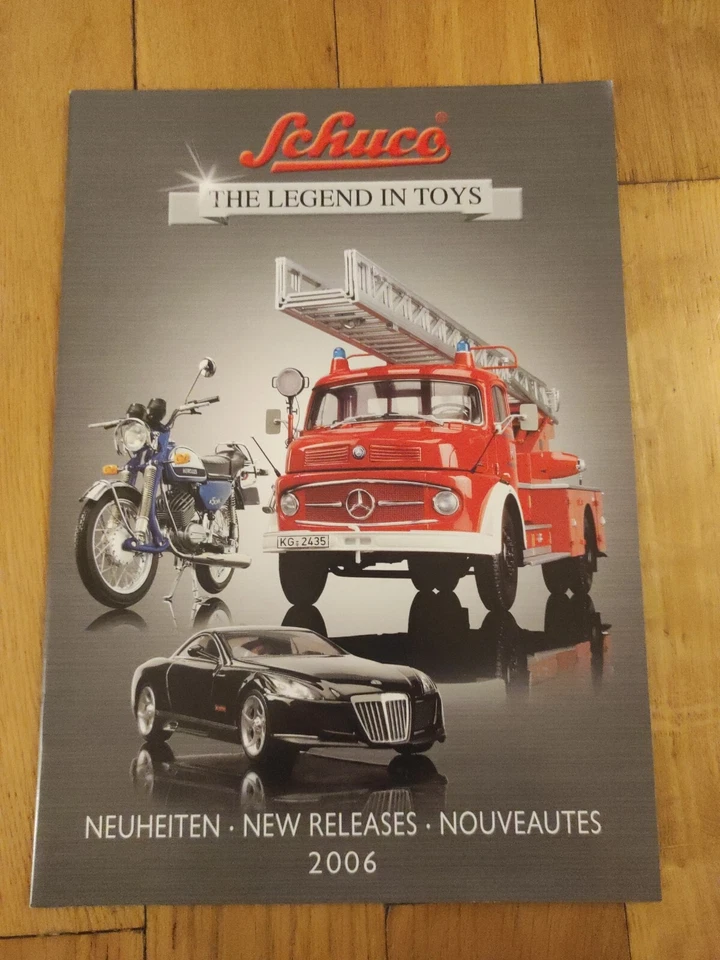 Schuco®
THE LEGEND IN TOYS
KG:2435
NEUHEITEN · NEW RELEASES · NOUVEAUTES
2006